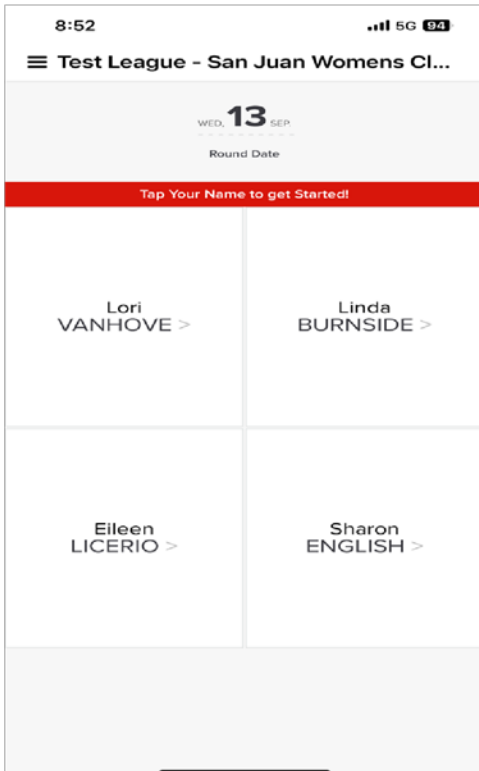 8:52 5G 94
Test League - San Juan Womens Cl...
WED, 13 SEP.
Round Date
Tap Your Name to get Started!
Lori
VANHOVE >
Linda
BURNSIDE >
Eileen
LICERIO >
Sharon
ENGLISH >